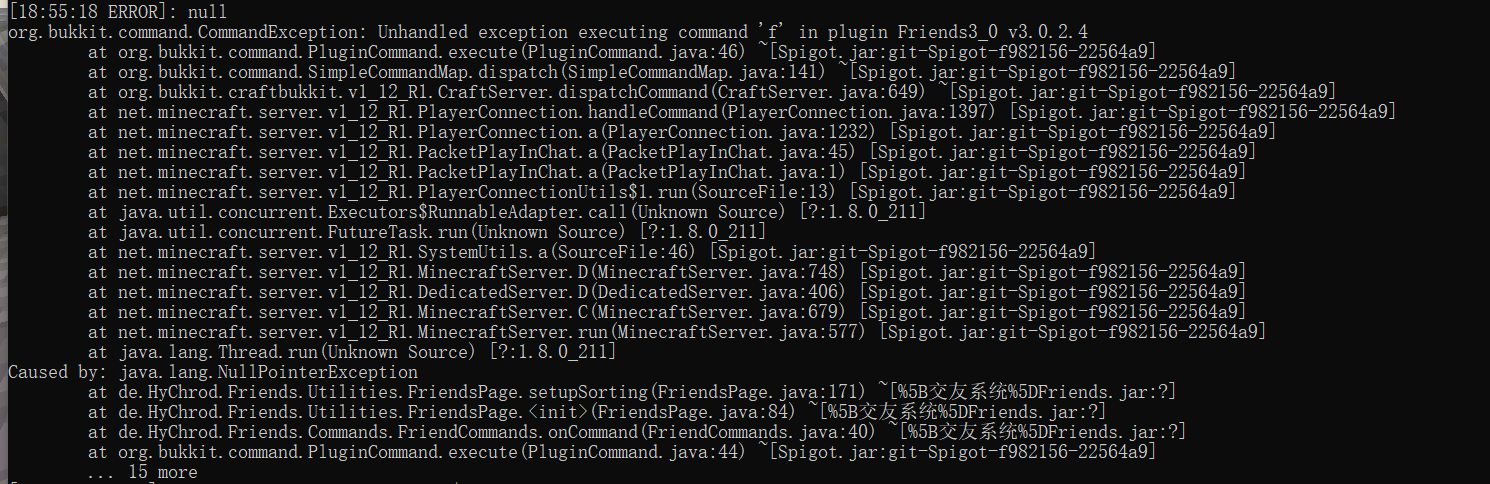 [18:55:18 ERROR]: null
org.bukkit.command.CommandException: Unhandled exception executing command 'f' in plugin Friends3_0 v3.0.2.4
at org.bukkit.command.PluginCommand.execute(PluginCommand.java:46) ~[Spigot.jar:git-Spigot-f982156-22564a9]
at org.bukkit.command.SimpleCommandMap.dispatch(SimpleCommandMap.java:141) ~[Spigot.jar:git-Spigot-f982156-22564a9]
at org.bukkit.craftbukkit.v1_12_R1.CraftServer.dispatchCommand(CraftServer.java:649) ~[Spigot.jar:git-Spigot-f982156-22564a9]
at net.minecraft.server.v1_12_R1.PlayerConnection.handleCommand(PlayerConnection.java:1397) [Spigot.jar:git-Spigot-f982156-22564a9]
at net.minecraft.server.v1_12_R1.PlayerConnection.a(PlayerConnection.java:1232) [Spigot.jar:git-Spigot-f982156-22564a9]
at net.minecraft.server.v1_12_R1.PacketPlayInChat.a(PacketPlayInChat.java:45) [Spigot.jar:git-Spigot-f982156-22564a9]
at net.minecraft.server.v1_12_R1.PacketPlayInChat.a(PacketPlayInChat.java:1) [Spigot.jar:git-Spigot-f982156-22564a9]
at net.minecraft.server.v1_12_R1.PlayerConnectionUtils$1.run(SourceFile:13) [Spigot.jar:git-Spigot-f982156-22564a9]
at java.util.concurrent.Executors$RunnableAdapter.call(Unknown Source) [?:1.8.0_211]
at java.util.concurrent.FutureTask.run(Unknown Source) [?:1.8.0_211]
at net.minecraft.server.v1_12_R1.SystemUtils.a(SourceFile:46) [Spigot.jar:git-Spigot-f982156-22564a9]
at net.minecraft.server.v1_12_R1.MinecraftServer.D(MinecraftServer.java:748) [Spigot.jar:git-Spigot-f982156-22564a9]
at net.minecraft.server.v1_12_R1.DedicatedServer.D(DedicatedServer.java:406) [Spigot.jar:git-Spigot-f982156-22564a9]
at net.minecraft.server.v1_12_R1.MinecraftServer.C(MinecraftServer.java:679) [Spigot.jar:git-Spigot-f982156-22564a9]
at net.minecraft.server.v1_12_R1.MinecraftServer.run(MinecraftServer.java:577) [Spigot.jar:git-Spigot-f982156-22564a9]
at java.lang.Thread.run(Unknown Source) [?:1.8.0_211]
Caused by: java.lang.NullPointerException
at de.HyChrod.Friends.Utilities.FriendsPage.setupSorting(FriendsPage.java:171) ~[%5B交友系统%5DFriends.jar:?]
at de.HyChrod.Friends.Utilities.FriendsPage.<init>(FriendsPage.java:84) ~[%5B交友系统%5DFriends.jar:?]
at de.HyChrod.Friends.Commands.FriendCommands.onCommand(FriendCommands.java:40) ~[%5B交友系统%5DFriends.jar:?]
at org.bukkit.command.PluginCommand.execute(PluginCommand.java:44) ~[Spigot.jar:git-Spigot-f982156-22564a9]
... 15 more